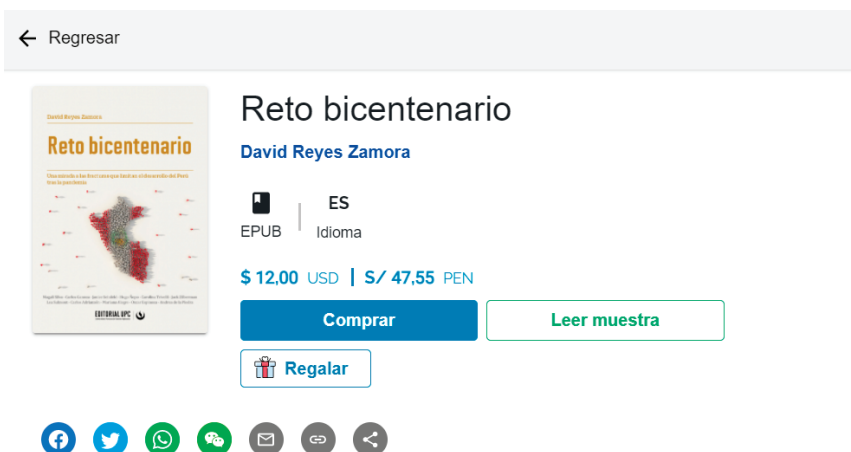 Regresar
David Reyes Zamora
Reto bicentenario
EDITORIAL UPC
Reto bicentenario
David Reyes Zamora
ES
EPUB
Idioma
$ 12,00 USD | S/ 47,55 PEN
Comprar
Leer muestra
Regalar